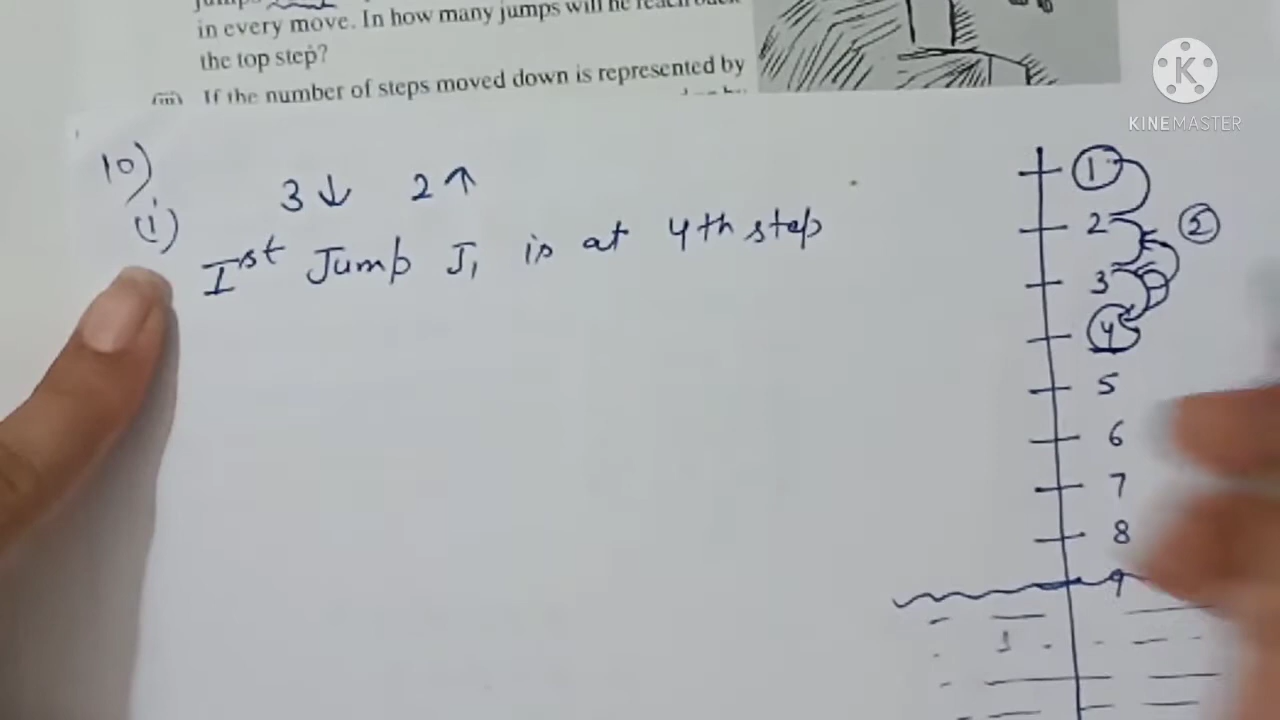 in every move. In how many jumps will he reach back
the top step?
(iii) If the number of steps moved down is represented by
KINEMASTER
10)
3 ↓ 2 ↑
(i)
Ist Jump J1 is at 4th step
1
2
2
3
4
5
6
7
8
9